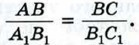 AB/A₁B₁ = BC/B₁C₁.